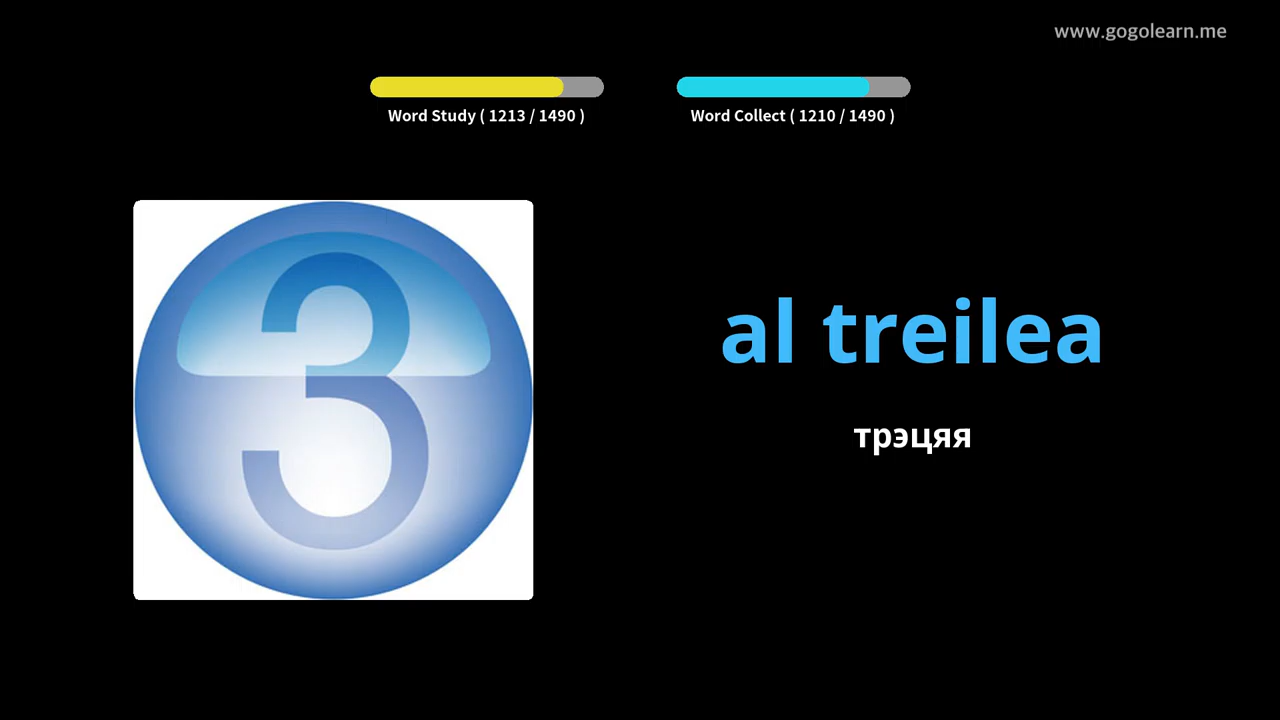 www.gogolearn.me
Word Study ( 1213 / 1490 )
Word Collect ( 1210 / 1490 )
3
al treilea
трэцяя